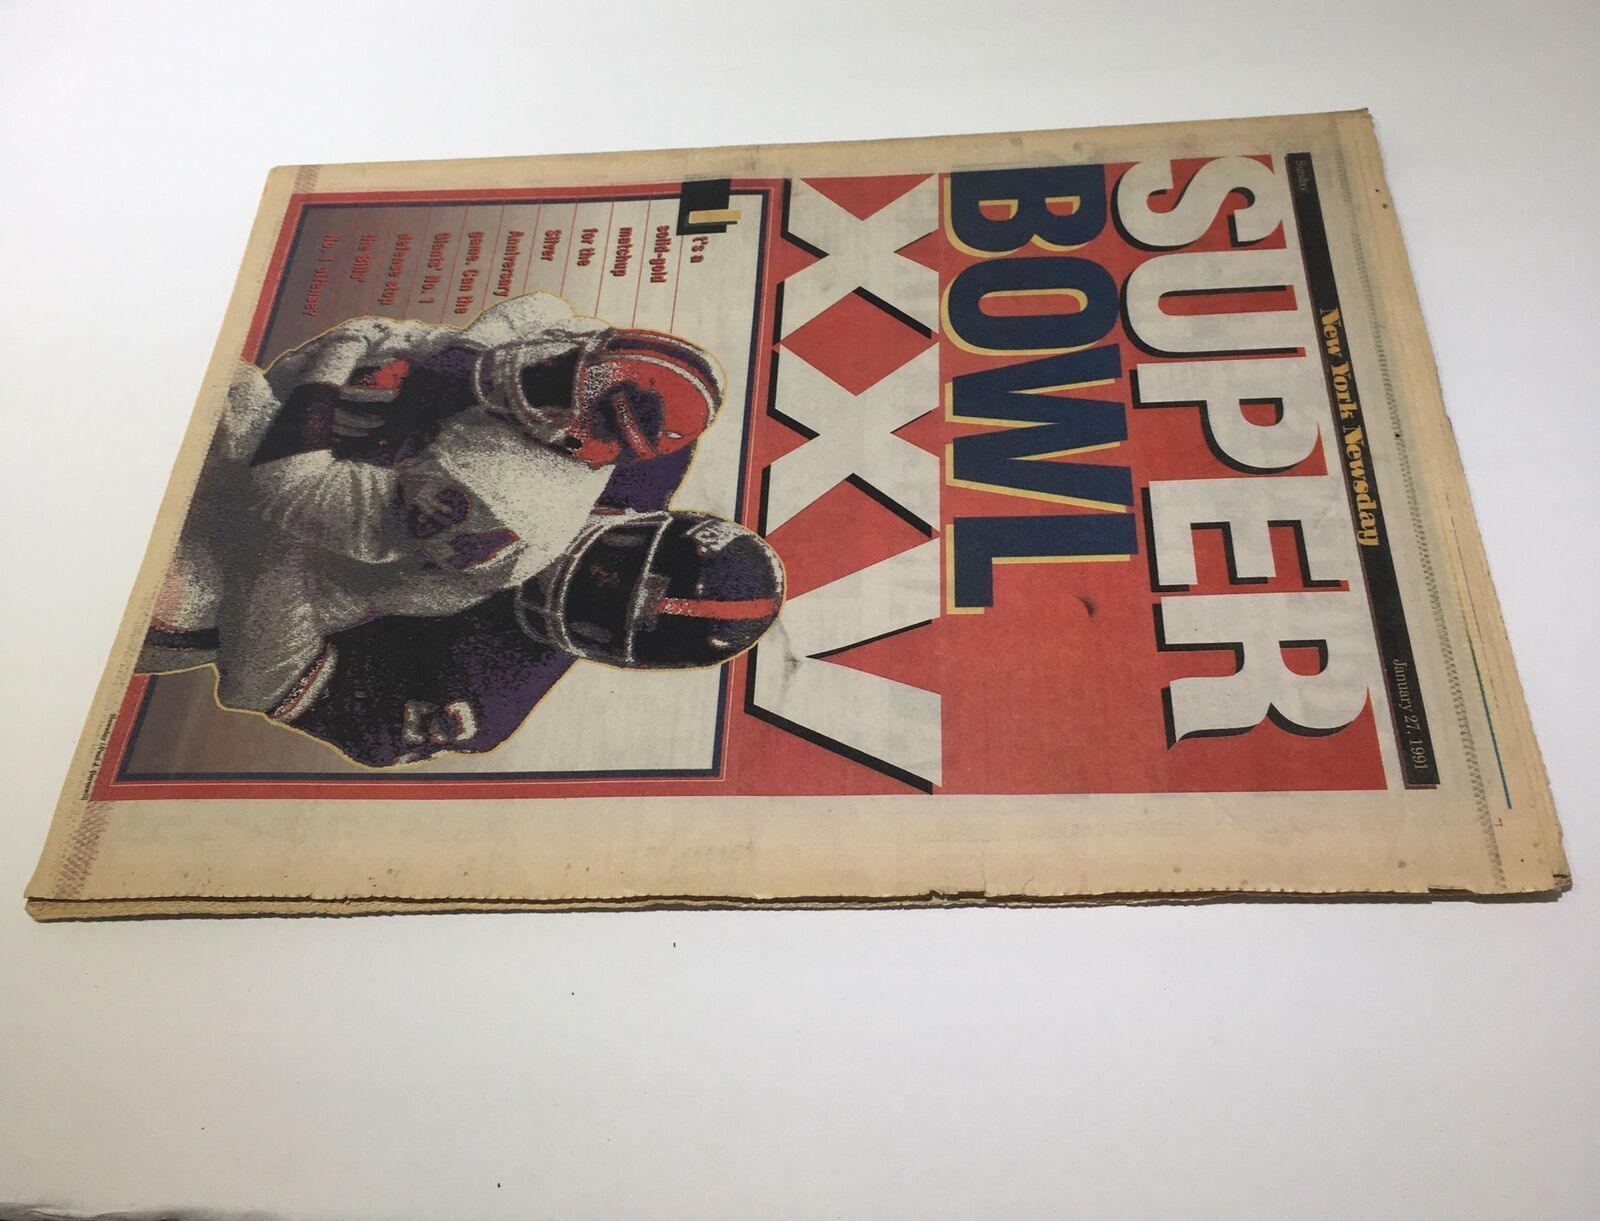 Sunday
New York Newsday
January 27, 1991
SUPER
BOWL
XXV
It's a
solid-gold
matchup
for the
Silver
Anniversary
game. Can the
Giants' No. 1
defense stop
the Bills'
No. 1 offense?